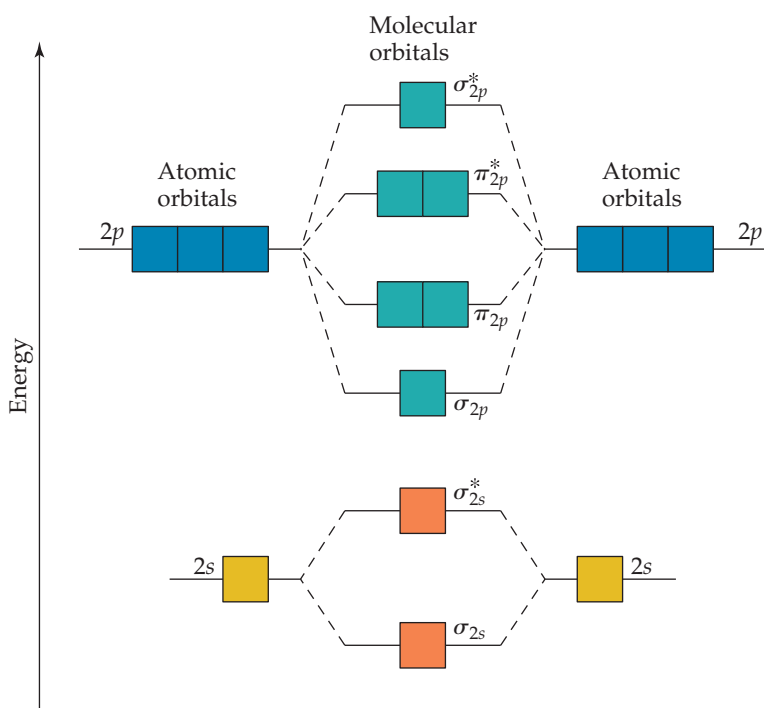 Molecular
orbitals
σ*2p
Atomic
orbitals
π*2p
Atomic
orbitals
2p
2p
π2p
Energy
σ2p
σ*2s
2s
2s
σ2s